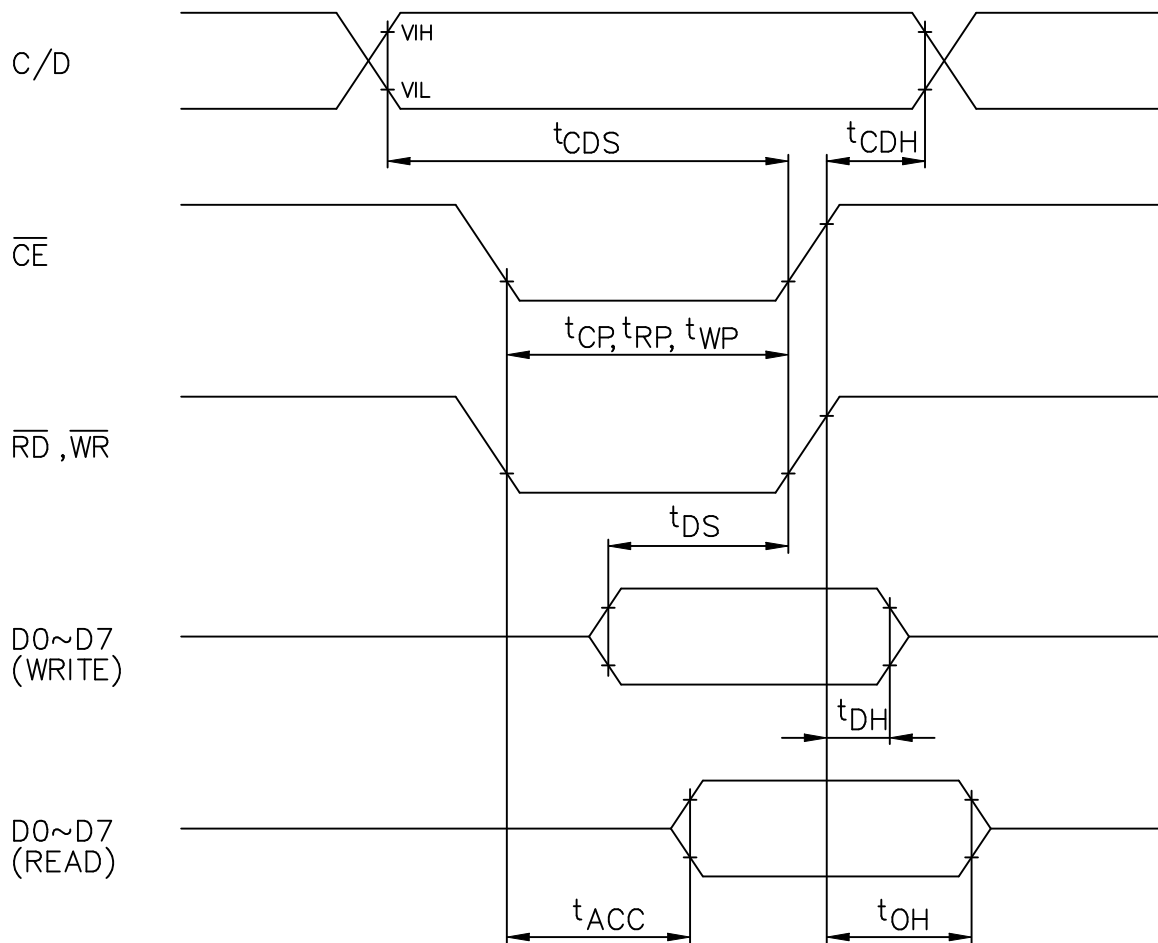 C/D
VIH
VIL
tCDS
tCDH
CE
tCP, tRP, tWP
RD ,WR
tDS
D0~D7
(WRITE)
tDH
D0~D7
(READ)
tACC
tOH